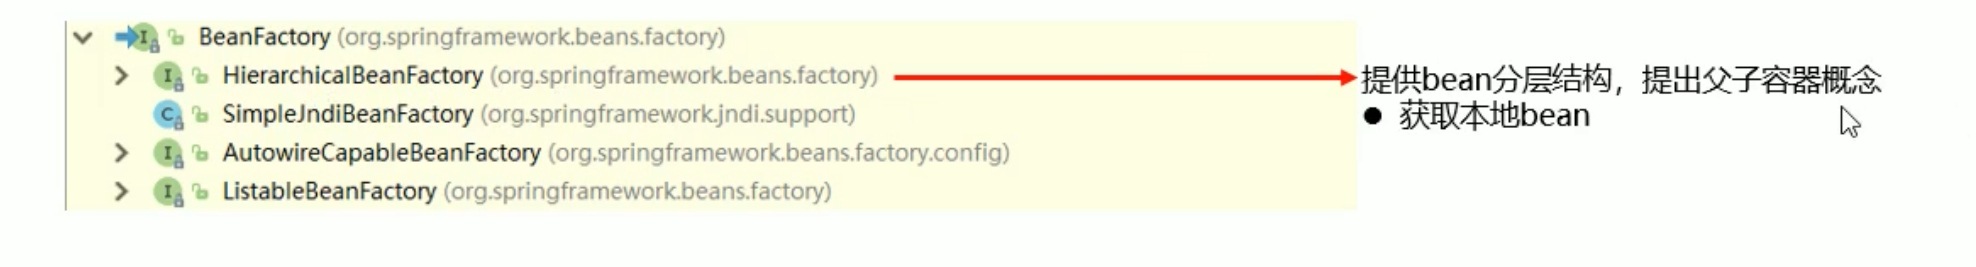 BeanFactory (org.springframework.beans.factory)
HierarchicalBeanFactory (org.springframework.beans.factory)
提供bean分层结构，提出父子容器概念
● 获取本地bean
SimpleJndiBeanFactory (org.springframework.jndi.support)
AutowireCapableBeanFactory (org.springframework.beans.factory.config)
ListableBeanFactory (org.springframework.beans.factory)